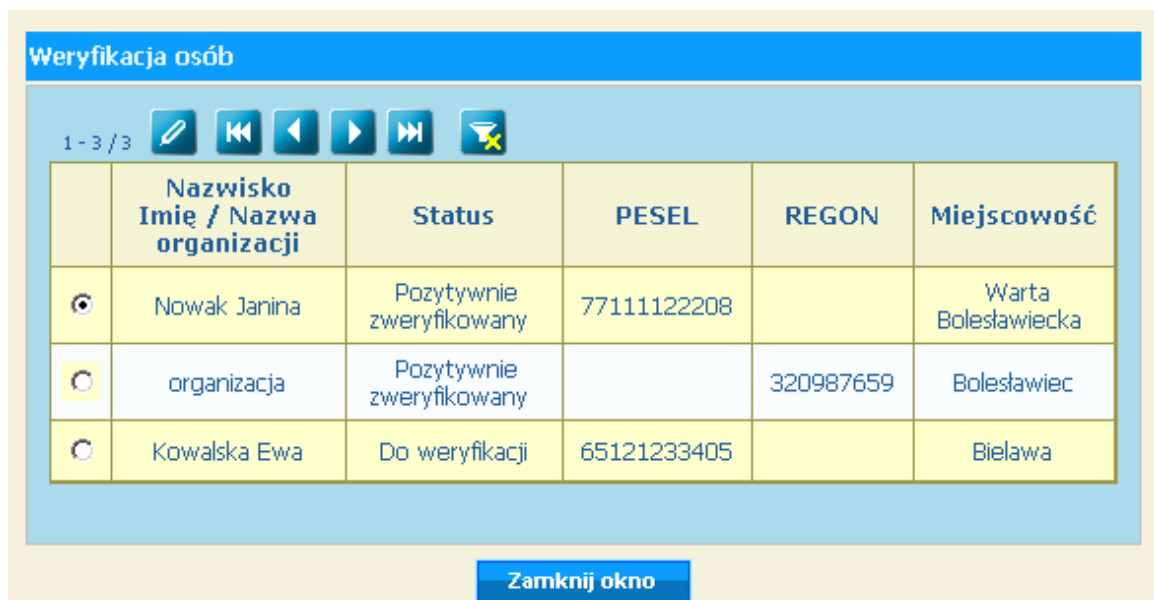 Weryfikacja osób
1 - 3 / 3
Nazwisko
Imię / Nazwa
organizacji
Status
PESEL
REGON
Miejscowość
Nowak Janina
Pozytywnie
zweryfikowany
77111122208
Warta
Bolesławiecka
organizacja
Pozytywnie
zweryfikowany
320987659
Bolesławiec
Kowalska Ewa
Do weryfikacji
65121233405
Bielawa
Zamknij okno